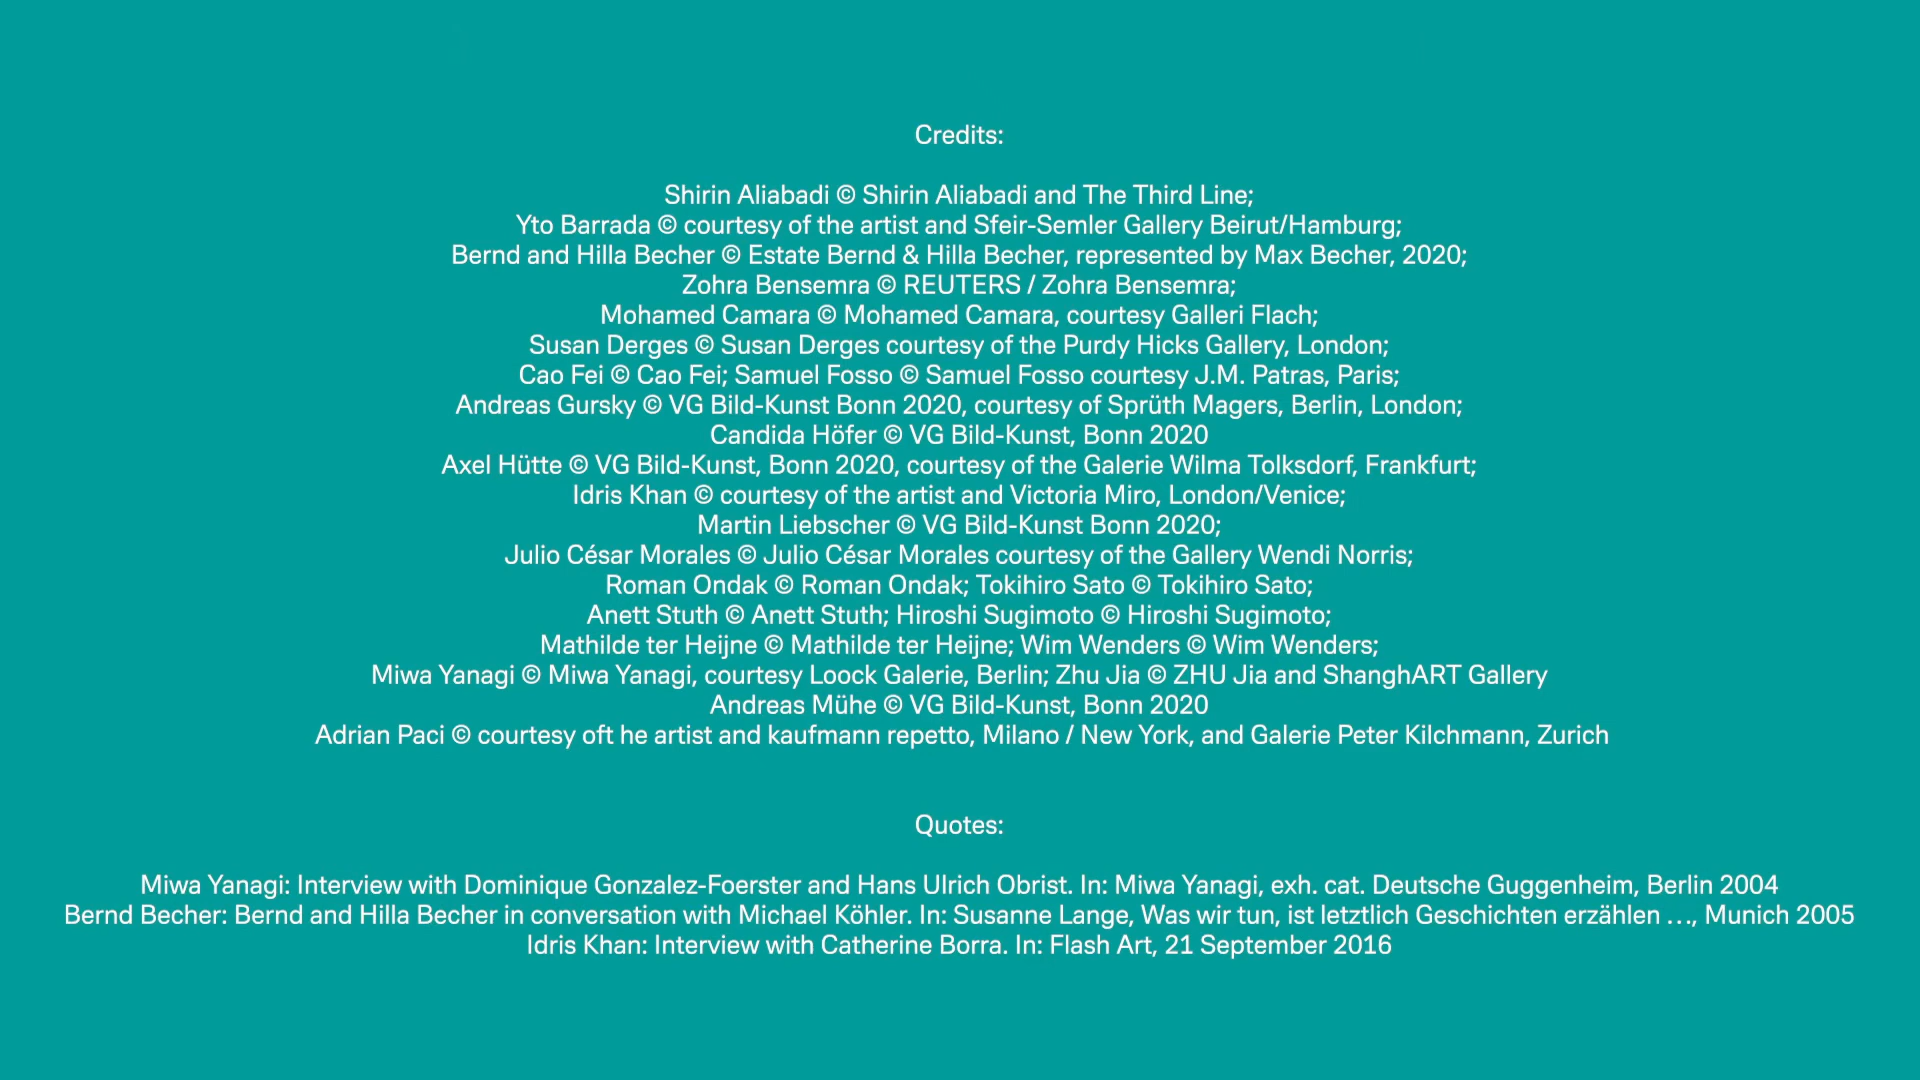 Credits:
Shirin Aliabadi © Shirin Aliabadi and The Third Line;
Yto Barrada © courtesy of the artist and Sfeir-Semler Gallery Beirut/Hamburg;
Bernd and Hilla Becher © Estate Bernd & Hilla Becher, represented by Max Becher, 2020;
Zohra Bensemra © REUTERS / Zohra Bensemra;
Mohamed Camara © Mohamed Camara, courtesy Galleri Flach;
Susan Derges © Susan Derges courtesy of the Purdy Hicks Gallery, London;
Cao Fei © Cao Fei; Samuel Fosso © Samuel Fosso courtesy J.M. Patras, Paris;
Andreas Gursky © VG Bild-Kunst Bonn 2020, courtesy of Sprüth Magers, Berlin, London;
Candida Höfer © VG Bild-Kunst, Bonn 2020
Axel Hütte © VG Bild-Kunst, Bonn 2020, courtesy of the Galerie Wilma Tolksdorf, Frankfurt;
Idris Khan © courtesy of the artist and Victoria Miro, London/Venice;
Martin Liebscher © VG Bild-Kunst Bonn 2020;
Julio César Morales © Julio César Morales courtesy of the Gallery Wendi Norris;
Roman Ondak © Roman Ondak; Tokihiro Sato © Tokihiro Sato;
Anett Stuth © Anett Stuth; Hiroshi Sugimoto © Hiroshi Sugimoto;
Mathilde ter Heijne © Mathilde ter Heijne; Wim Wenders © Wim Wenders;
Miwa Yanagi © Miwa Yanagi, courtesy Loock Galerie, Berlin; Zhu Jia © ZHU Jia and ShanghART Gallery
Andreas Mühe © VG Bild-Kunst, Bonn 2020
Adrian Paci © courtesy oft he artist and kaufmann repetto, Milano / New York, and Galerie Peter Kilchmann, Zurich
Quotes:
Miwa Yanagi: Interview with Dominique Gonzalez-Foerster and Hans Ulrich Obrist. In: Miwa Yanagi, exh. cat. Deutsche Guggenheim, Berlin 2004
Bernd Becher: Bernd and Hilla Becher in conversation with Michael Köhler. In: Susanne Lange, Was wir tun, ist letztlich Geschichten erzählen …, Munich 2005
Idris Khan: Interview with Catherine Borra. In: Flash Art, 21 September 2016